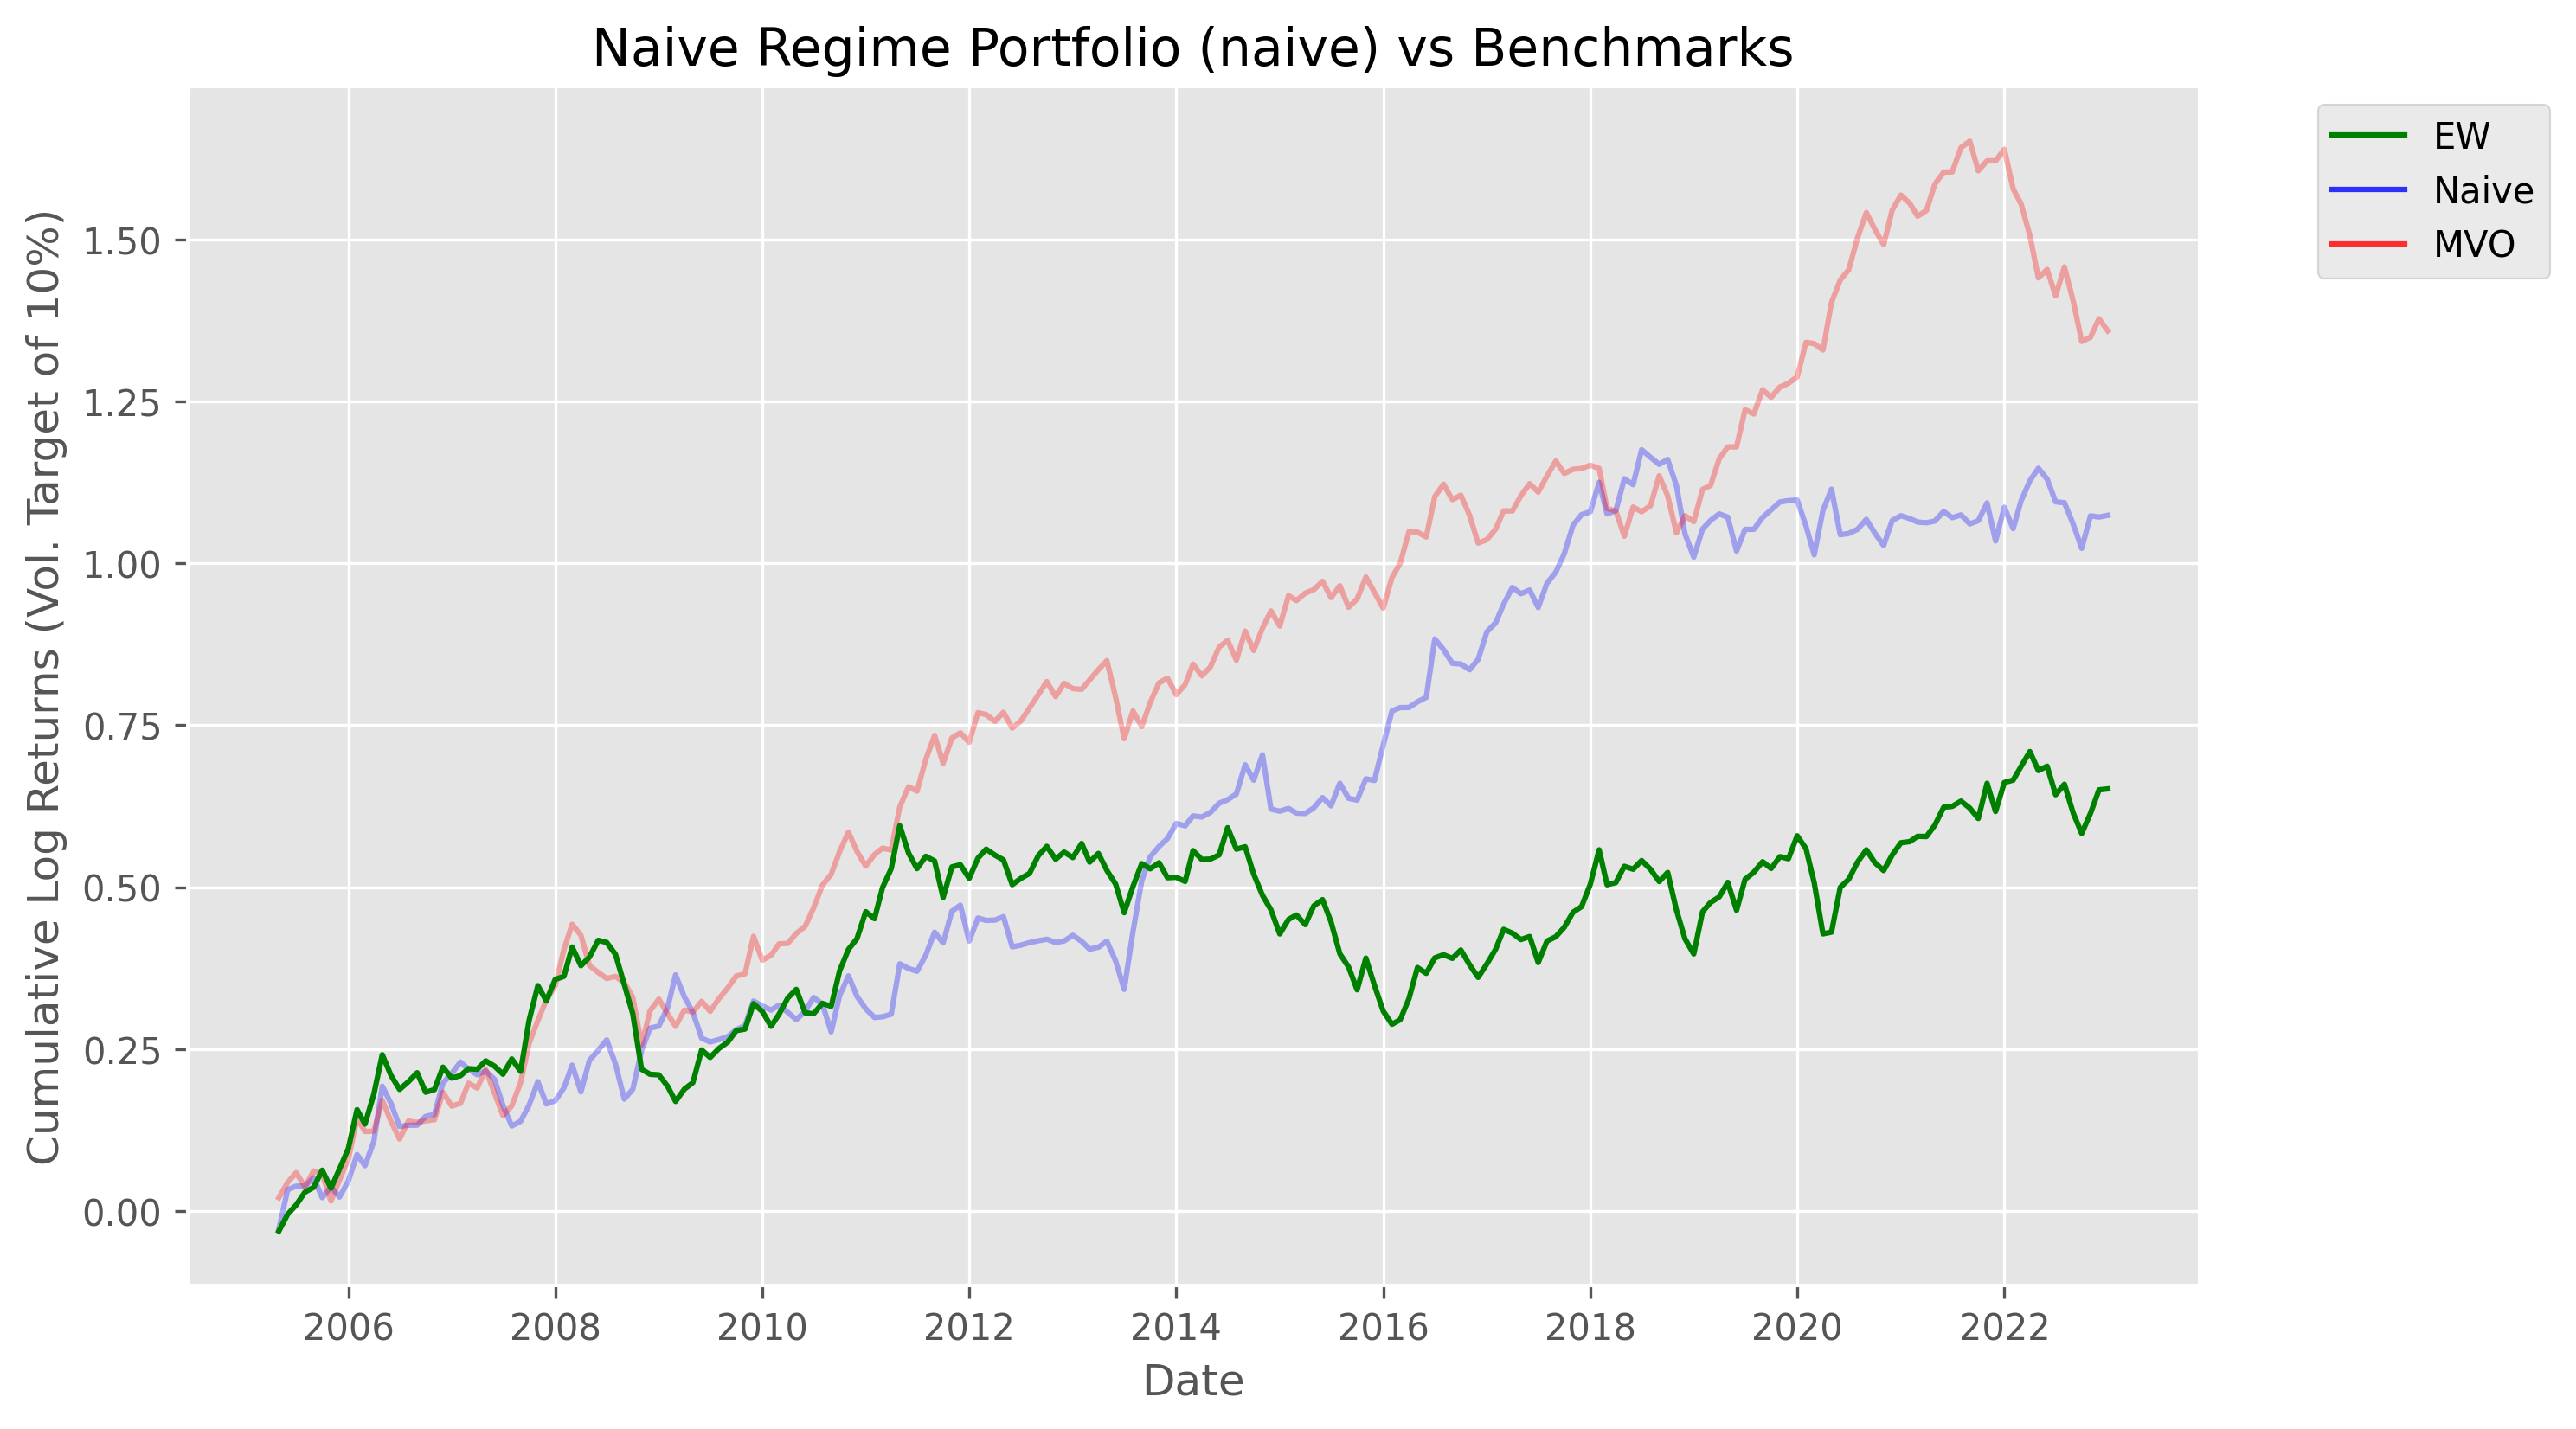 Naive Regime Portfolio (naive) vs Benchmarks
EW
Naive
MVO
Cumulative Log Returns (Vol. Target of 10%)
1.50
1.25
1.00
0.75
0.50
0.25
0.00
2006 2008 2010 2012 2014 2016 2018 2020 2022
Date